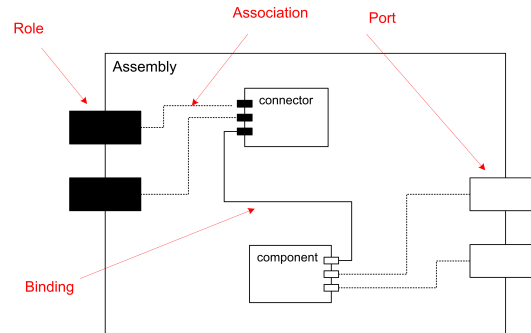 Role
Association
Port
Assembly
connector
component
Binding